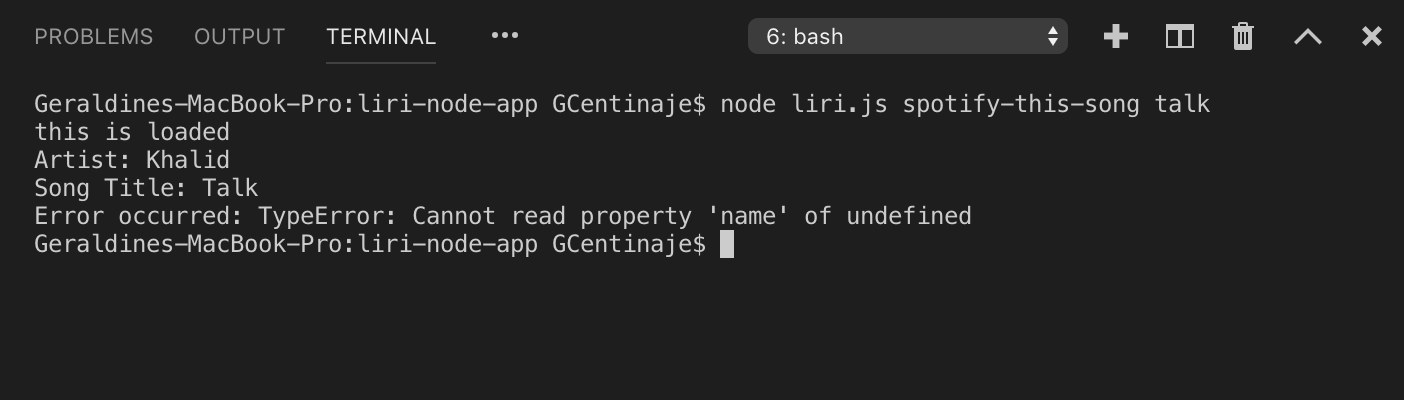 PROBLEMS OUTPUT TERMINAL ••• 6: bash
Geraldines-MacBook-Pro:liri-node-app GCentinaje$ node liri.js spotify-this-song talk
this is loaded
Artist: Khalid
Song Title: Talk
Error occurred: TypeError: Cannot read property 'name' of undefined
Geraldines-MacBook-Pro:liri-node-app GCentinaje$